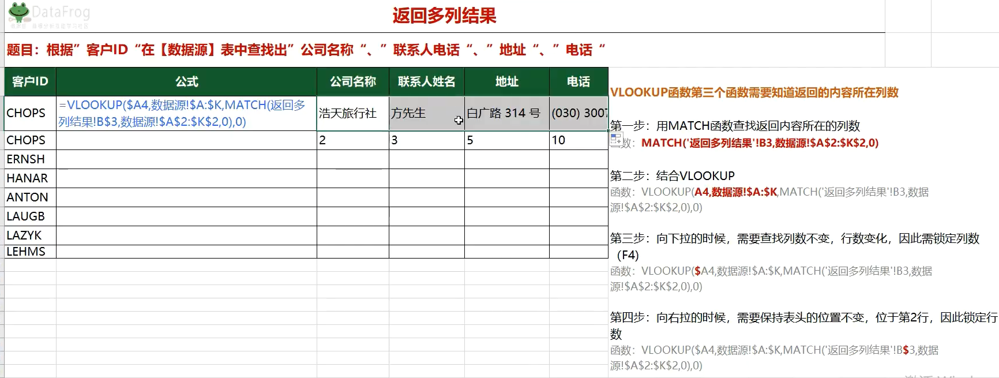 DataFrog
返回多列结果
题目：根据”客户ID“在【数据源】表中查找出”公司名称“、”联系人电话“、”地址“、”电话“
客户ID 公式 公司名称 联系人姓名 地址 电话
CHOPS =VLOOKUP($A4,数据源!$A:$K,MATCH(返回多
列结果!B$3,数据源!$A$2:$K$2,0),0) 浩天旅行社 方先生 白广路 314 号 (030) 3007
CHOPS 2 3 5 10
ERNSH
HANAR
ANTON
LAUGB
LAZYK
LEHMS
VLOOKUP函数第三个函数需要知道返回的内容所在列数
第一步：用MATCH函数查找返回内容所在的列数
数：MATCH('返回多列结果'!B3,数据源!$A$2:$K$2,0)
第二步：结合VLOOKUP
函数：VLOOKUP(A4,数据源!$A:$K,MATCH('返回多列结果'!B3,数据
源!$A$2:$K$2,0),0)
第三步：向下拉的时候，需要查找列数不变，行数变化，因此需锁定列数
（F4)
函数：VLOOKUP($A4,数据源!$A:$K,MATCH('返回多列结果'!B3,数据
源!$A$2:$K$2,0),0)
第四步：向右拉的时候，需要保持表头的位置不变，位于第2行，因此锁定行
数
函数：VLOOKUP($A4,数据源!$A:$K,MATCH('返回多列结果'!B$3,数据
源!$A$2:$K$2,0),0)